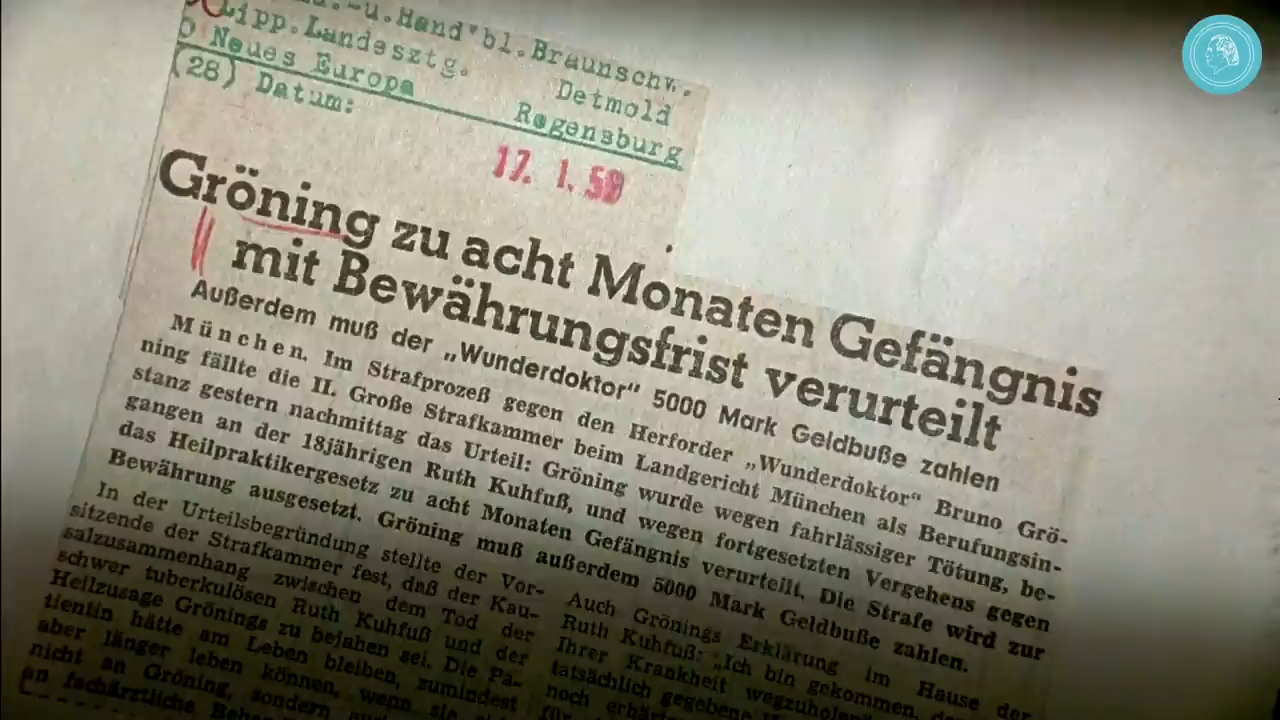 -u.Hand"bl.Braunschw.
Lipp.Landesztg. Detmold
Neues Europa Regensburg
(28) Datum:
17. 1. 58
Gröning zu acht Monaten Gefängnis
mit Bewährungsfrist verurteilt
Außerdem muß der „Wunderdoktor“ 5000 Mark Geldbuße zahlen
München. Im Strafprozeß gegen den Herforder „Wunderdoktor“ Bruno Grö-
ning fällte die II. Große Strafkammer beim Landgericht München als Berufungsin-
stanz gestern nachmittag das Urteil: Gröning wurde wegen fahrlässiger Tötung, be-
gangen an der 18jährigen Ruth Kuhfuß, und wegen fortgesetzten Vergehens gegen
das Heilpraktikergesetz zu acht Monaten Gefängnis verurteilt. Die Strafe wird zur
Bewährung ausgesetzt. Gröning muß außerdem 5000 Mark Geldbuße zahlen.
In der Urteilsbegründung stellte der Vor-
sitzende der Strafkammer fest, daß der Kau-
salzusammenhang zwischen dem Tod der
schwer tuberkulösen Ruth Kuhfuß und der
Heilzusage Grönings zu bejahen sei. Die Pa-
tientin hätte am Leben bleiben, zumindest
aber länger leben können, wenn sie
nicht an Gröning, sondern
an fachärztliche
Auch Grönings Erklärung im Hause der
Ruth Kuhfuß: „Ich bin gekommen,
Ihrer Krankheit wegzuholen
tatsächlich gegebene
noch
für